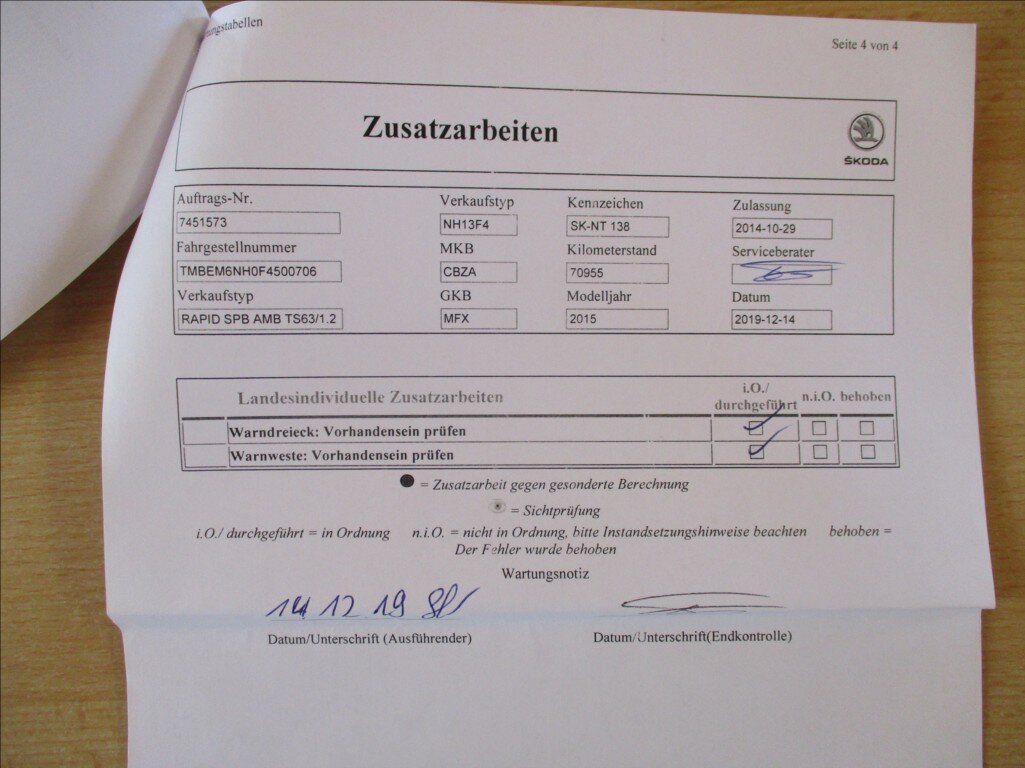 Seite 4 von 4
Zusatzarbeiten
ŠKODA
Auftrags-Nr. Verkaufstyp Kennzeichen Zulassung
7451573 NH13F4 SK-NT 138 2014-10-29
Fahrgestellnummer MKB Kilometerstand Serviceberater
TMBEM6NH0F4500706 CBZA 70955
Verkaufstyp GKB Modelljahr Datum
RAPID SPB AMB TS63/1.2 MFX 2015 2019-12-14
Landesindividuelle Zusatzarbeiten i.O./ durchgeführt n.i.O. behoben
Warndreieck: Vorhandensein prüfen
Warnweste: Vorhandensein prüfen
= Zusatzarbeit gegen gesonderte Berechnung
= Sichtprüfung
i.O./ durchgeführt = in Ordnung n.i.O. = nicht in Ordnung, bitte Instandsetzungshinweise beachten behoben =
Der Fehler wurde behoben
Wartungsnotiz
14 12 19
Datum/Unterschrift (Ausführender) Datum/Unterschrift(Endkontrolle)